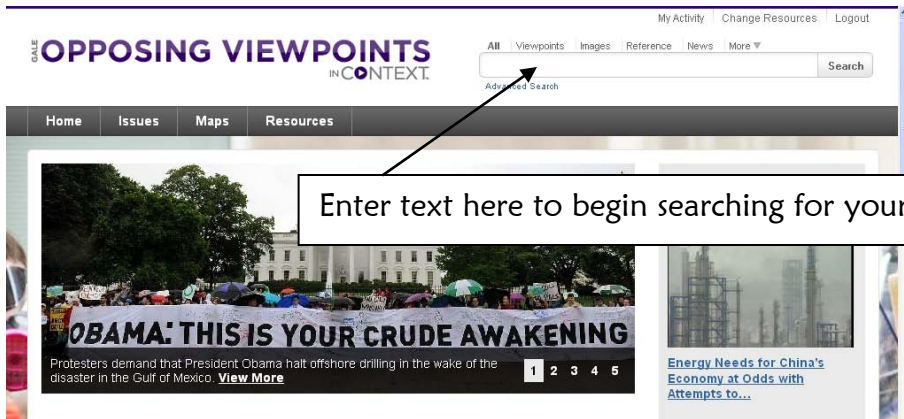 My Activity Change Resources Logout
GALE OPPOSING VIEWPOINTS
IN CONTEXT.
All Viewpoints Images Reference News More
Search
Advanced Search
Home Issues Maps Resources
Enter text here to begin searching for your
OBAMA: THIS IS YOUR CRUDE AWAKENING
Protesters demand that President Obama halt offshore drilling in the wake of the
disaster in the Gulf of Mexico. View More
1 2 3 4 5
Energy Needs for China's
Economy at Odds with
Attempts to...